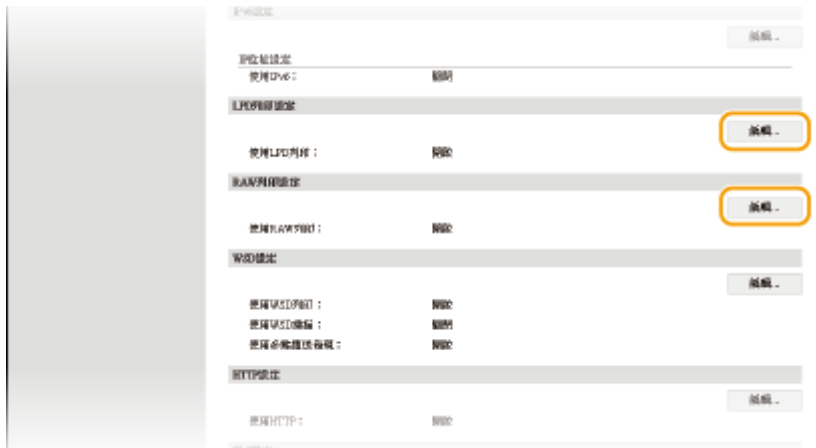 IPv6設定
編輯...
IP位址設定
使用IPv6： 關閉
LPD列印設定
編輯...
使用LPD列印： 開啟
RAW列印設定
編輯...
使用RAW列印： 開啟
WSD設定
編輯...
使用WSD列印： 開啟
使用WSD瀏覽： 關閉
使用多點傳送發現： 開啟
HTTP設定
編輯...
使用HTTP： 開啟